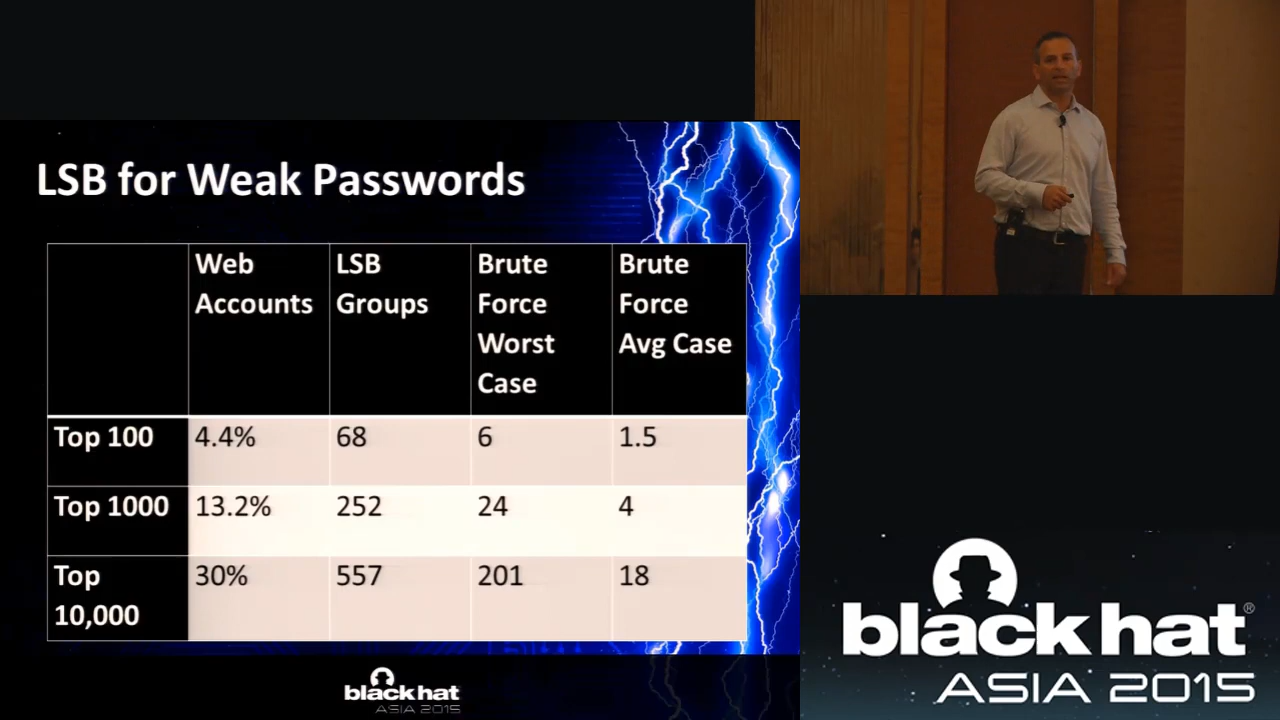 LSB for Weak Passwords
Web Accounts LSB Groups Brute Force Worst Case Brute Force Avg Case
Top 100 4.4% 68 6 1.5
Top 1000 13.2% 252 24 4
Top 10,000 30% 557 201 18
black hat
ASIA 2015
black hat®
ASIA 2015